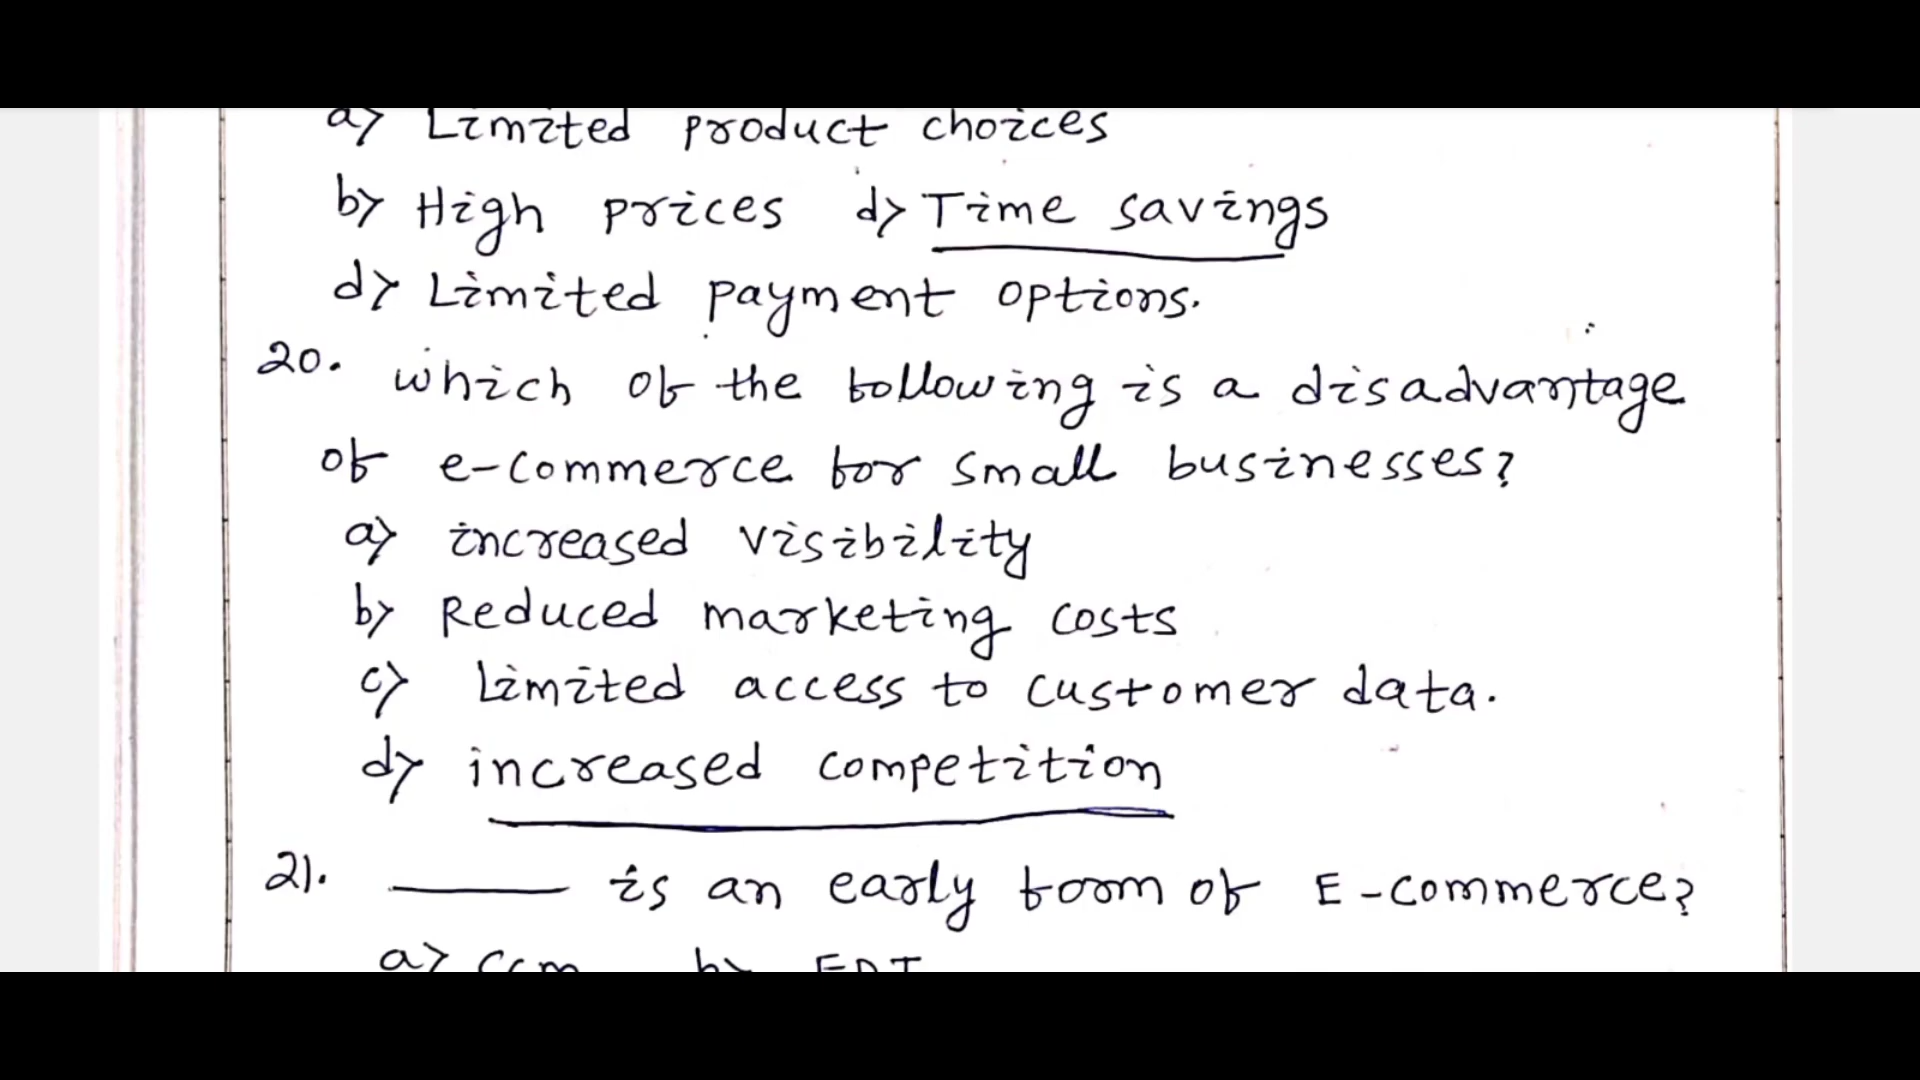 a) Limited product choices
b) High prices d) Time savings
d) Limited payment options.
20. which of the following is a disadvantage
of e-commerce for small businesses?
a) increased visibility
b) Reduced marketing costs
c) Limited access to customer data.
d) increased competition
21. ______ is an early form of E-commerce?
a) CCM b) EDI